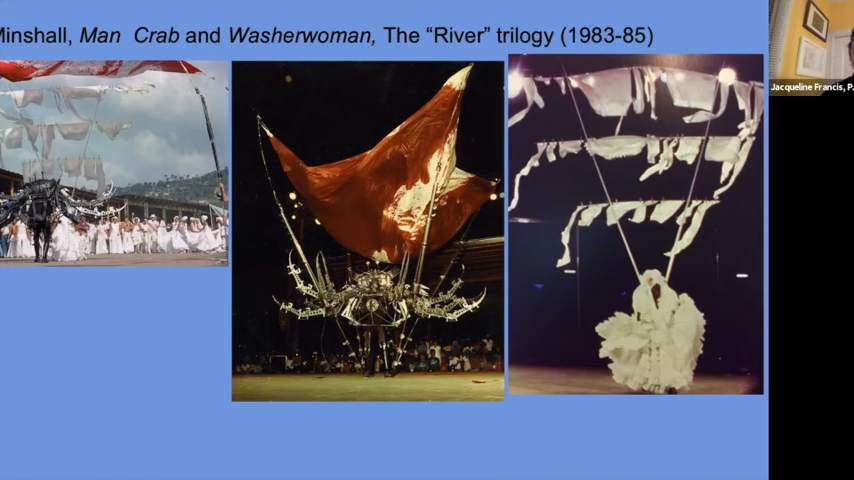 Minshall, Man Crab and Washerwoman, The “River” trilogy (1983-85)
Jacqueline Francis, P